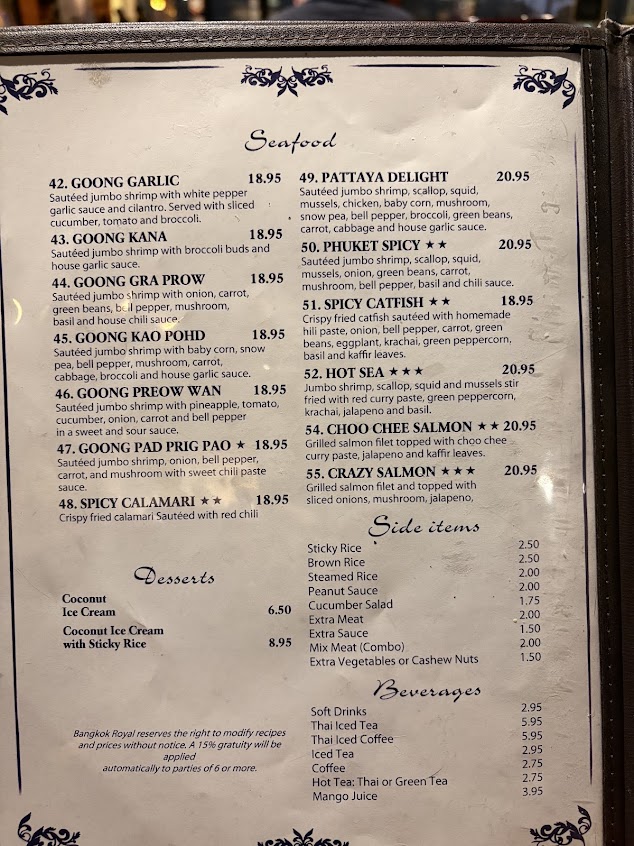 Seafood
42. GOONG GARLIC 18.95
Sautéed jumbo shrimp with white pepper
garlic sauce and cilantro. Served with sliced
cucumber, tomato and broccoli.
43. GOONG KANA 18.95
Sautéed jumbo shrimp with broccoli buds and
house garlic sauce.
44. GOONG GRA PROW 18.95
Sautéed jumbo shrimp with onion, carrot,
green beans, bell pepper, mushroom,
basil and house chili sauce.
45. GOONG KAO POHD 18.95
Sautéed jumbo shrimp with baby corn, snow
pea, bell pepper, mushroom, carrot,
cabbage, broccoli and house garlic sauce.
46. GOONG PREOW WAN 18.95
Sautéed jumbo shrimp with pineapple, tomato,
cucumber, onion, carrot and bell pepper
in a sweet and sour sauce.
47. GOONG PAD PRIG PAO ★ 18.95
Sautéed jumbo shrimp, onion, bell pepper,
carrot, and mushroom with sweet chili paste
sauce.
48. SPICY CALAMARI ★★ 18.95
Crispy fried calamari Sautéed with red chili
49. PATTAYA DELIGHT 20.95
Sautéed jumbo shrimp, scallop, squid,
mussels, chicken, baby corn, mushroom,
snow pea, bell pepper, broccoli, green beans,
carrot, cabbage and house garlic sauce.
50. PHUKET SPICY ★★ 20.95
Sautéed jumbo shrimp, scallop, squid,
mussels, onion, green beans, carrot,
mushroom, bell pepper, basil and chili sauce.
51. SPICY CATFISH ★★ 18.95
Crispy fried catfish sautéed with homemade
hili paste, onion, bell pepper, carrot, green
beans, eggplant, krachai, green peppercorn,
basil and kaffir leaves.
52. HOT SEA ★★★ 20.95
Jumbo shrimp, scallop, squid and mussels stir
fried with red curry paste, green peppercorn,
krachai, jalapeno and basil.
54. CHOO CHEE SALMON ★★ 20.95
Grilled salmon filet topped with choo chee
curry paste, jalapeno and kaffir leaves.
55. CRAZY SALMON ★★★ 20.95
Grilled salmon filet and topped with
sliced onions, mushroom, jalapeno,
Desserts
Coconut
Ice Cream 6.50
Coconut Ice Cream
with Sticky Rice 8.95
Side items
Sticky Rice 2.50
Brown Rice 2.50
Steamed Rice 2.00
Peanut Sauce 2.00
Cucumber Salad 1.75
Extra Meat 2.00
Extra Sauce 1.50
Mix Meat (Combo) 2.00
Extra Vegetables or Cashew Nuts 1.50
Beverages
Soft Drinks 2.95
Thai Iced Tea 5.95
Thai Iced Coffee 5.95
Iced Tea 2.95
Coffee 2.75
Hot Tea: Thai or Green Tea 2.75
Mango Juice 3.95
Bangkok Royal reserves the right to modify recipes
and prices without notice. A 15% gratuity will be
applied
automatically to parties of 6 or more.